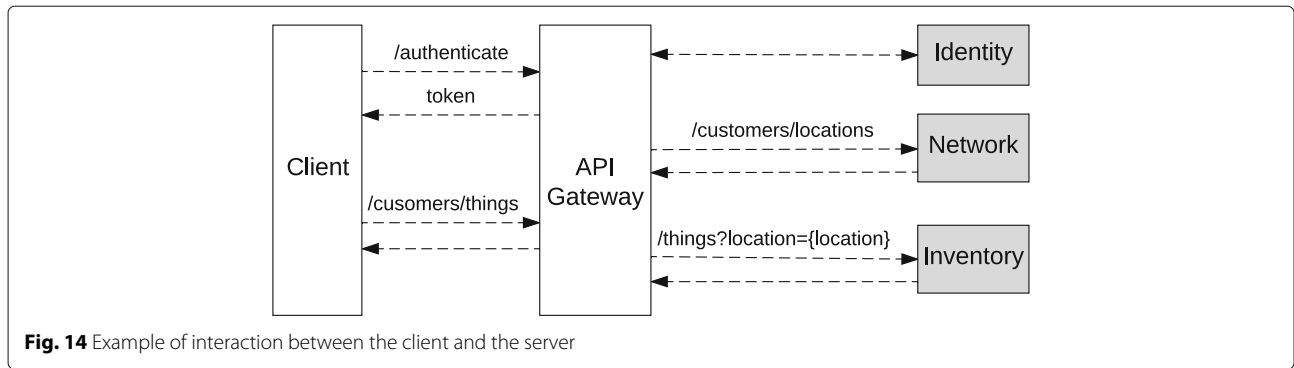 /authenticate
token
Client
/cusomers/things
API
Gateway
Identity
/customers/locations
Network
/things?location={location}
Inventory
Fig. 14 Example of interaction between the client and the server